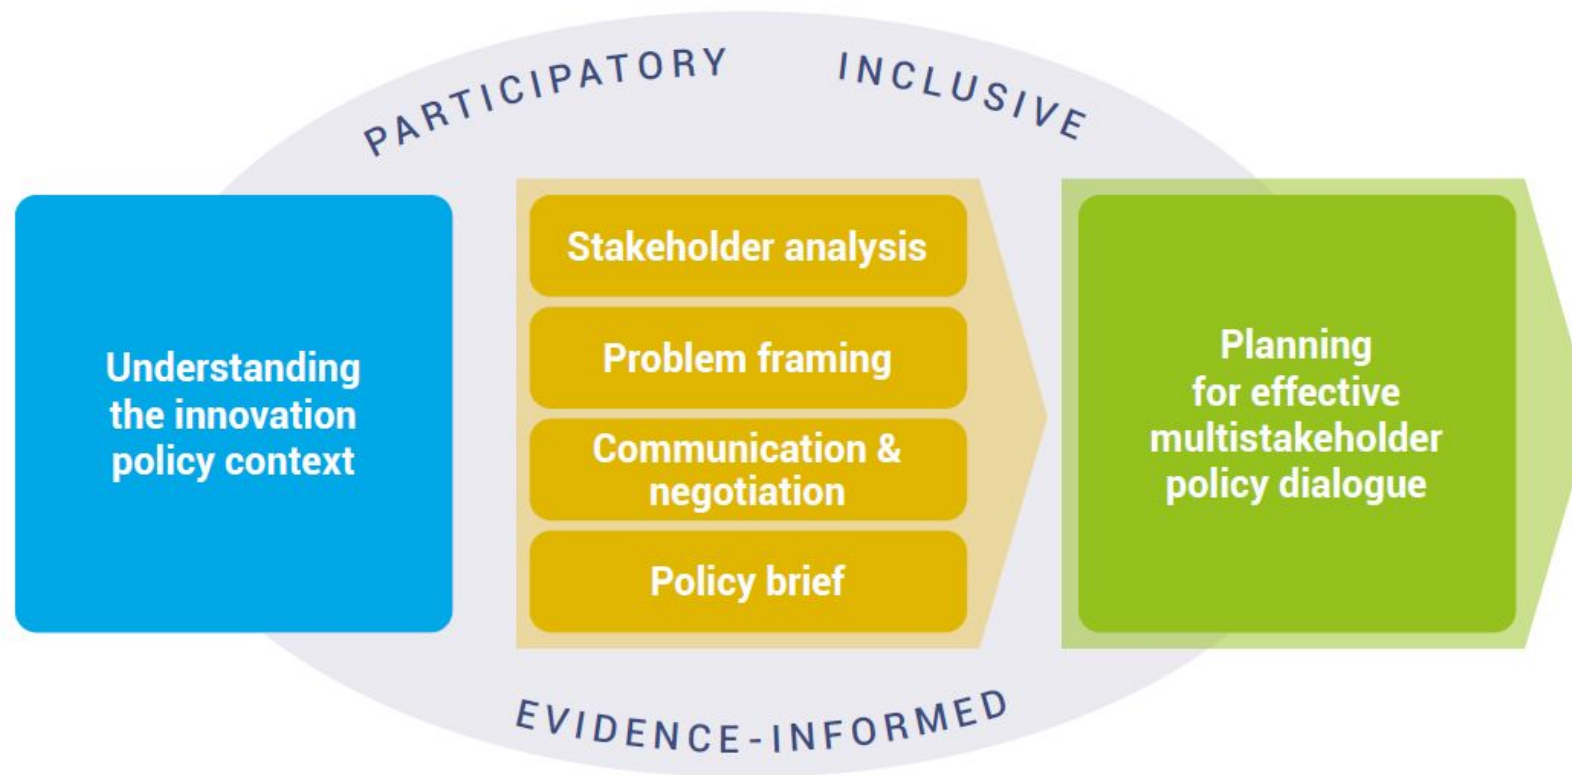 PARTICIPATORY
INCLUSIVE
Understanding
the innovation
policy context
Stakeholder analysis
Problem framing
Communication &
negotiation
Policy brief
Planning
for effective
multistakeholder
policy dialogue
EVIDENCE-INFORMED